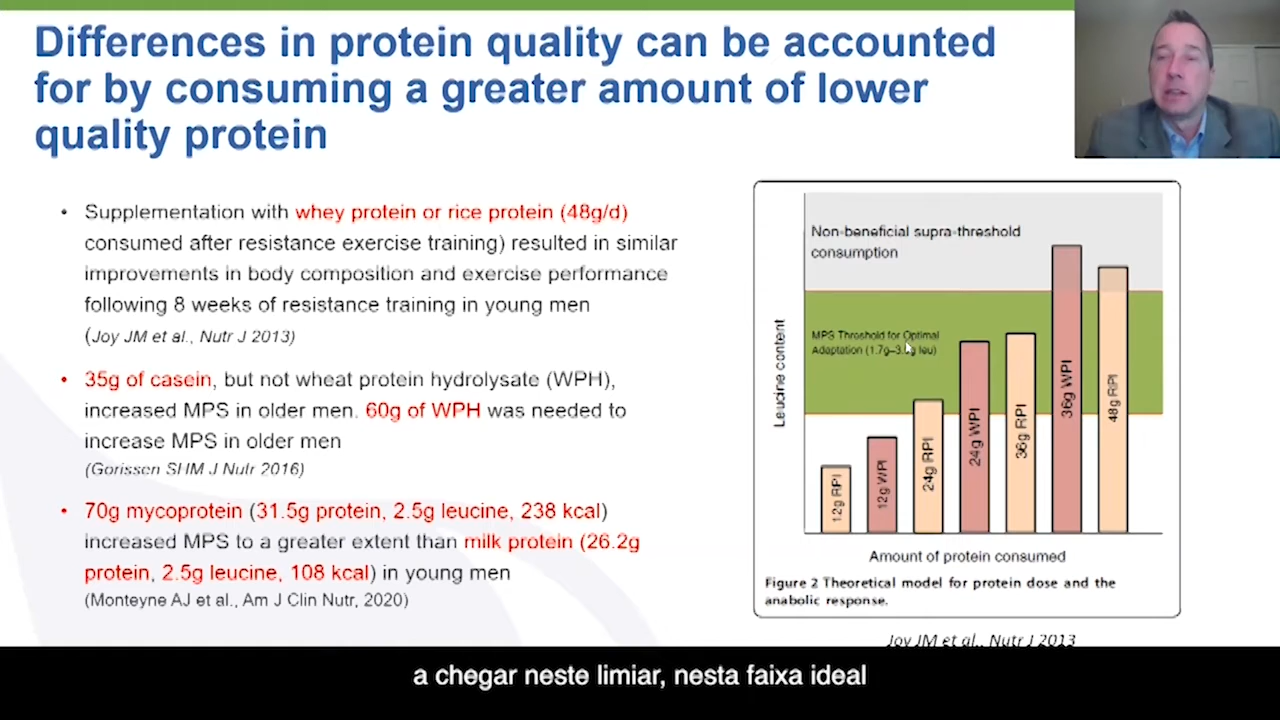 Differences in protein quality can be accounted
for by consuming a greater amount of lower
quality protein
• Supplementation with whey protein or rice protein (48g/d)
consumed after resistance exercise training) resulted in similar
improvements in body composition and exercise performance
following 8 weeks of resistance training in young men
(Joy JM et al., Nutr J 2013)
• 35g of casein, but not wheat protein hydrolysate (WPH),
increased MPS in older men. 60g of WPH was needed to
increase MPS in older men
(Gorissen SHM J Nutr 2016)
• 70g mycoprotein (31.5g protein, 2.5g leucine, 238 kcal)
increased MPS to a greater extent than milk protein (26.2g
protein, 2.5g leucine, 108 kcal) in young men
(Monteyne AJ et al., Am J Clin Nutr, 2020)
Non-beneficial supra-threshold
consumption
MPS Threshold for Optimal
Adaptation (1.7g– leu)
Leucine content
12g RPI
12g WPI
24g RPI
24g WPI
36g RPI
36g WPI
48g RPI
Amount of protein consumed
Figure 2 Theoretical model for protein dose and the
anabolic response.
Joy JM et al., Nutr J 2013
a chegar neste limiar, nesta faixa ideal